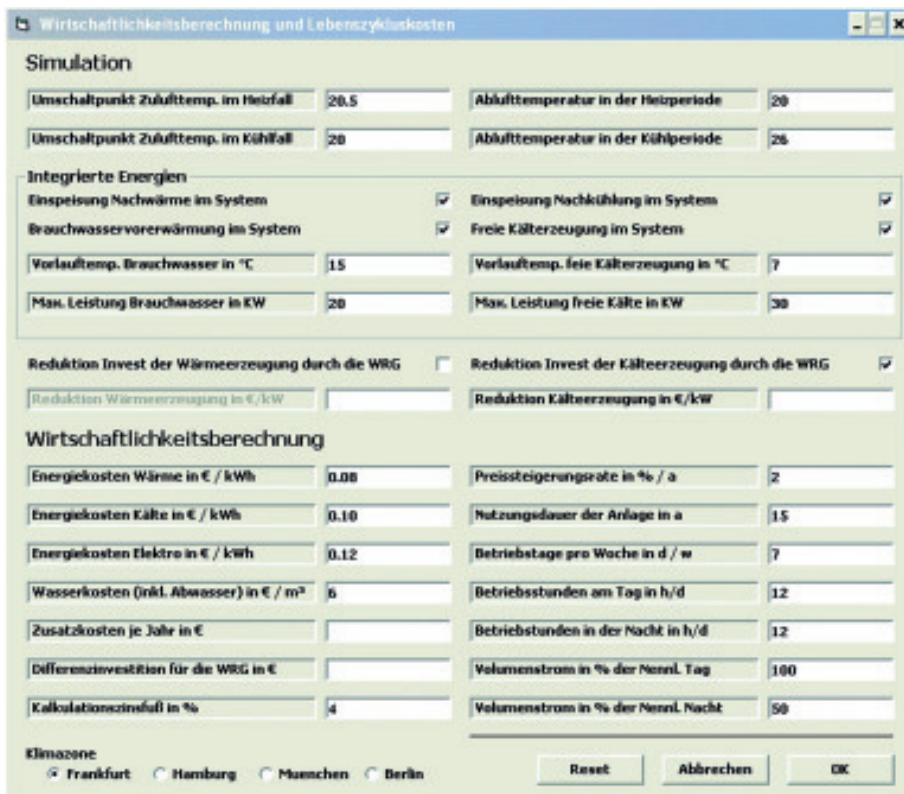 Wirtschaftlichkeitsberechnung und Lebenszykluskosten
Simulation
Umschaltpunkt Zulufttemp. im Heizfall 20.5 Ablufttemperatur in der Heizperiode 20
Umschaltpunkt Zulufttemp. im Kühlfall 20 Ablufttemperatur in der Kühlperiode 26
Integrierte Energien
Einspeisung Nachwärme im System Einspeisung Nachkühlung im System
Brauchwasservorerwärmung im System Freie Kälterzeugung im System
Vorlauftemp. Brauchwasser in °C 15 Vorlauftemp. feie Kälterzeugung in °C 7
Max. Leistung Brauchwasser in KW 20 Max. Leistung freie Kälte in KW 30
Reduktion Invest der Wärmeerzeugung durch die WRG Reduktion Invest der Kälteerzeugung durch die WRG
Reduktion Wärmeerzeugung in €/kW Reduktion Kälteerzeugung in €/kW
Wirtschaftlichkeitsberechnung
Energiekosten Wärme in € / kWh 0.08 Preissteigerungsrate in % / a 2
Energiekosten Kälte in € / kWh 0.10 Nutzungsdauer der Anlage in a 15
Energiekosten Elektro in € / kWh 0.12 Betriebstage pro Woche in d / w 7
Wasserkosten (inkl. Abwasser) in € / m³ 6 Betriebsstunden am Tag in h/d 12
Zusatzkosten je Jahr in € Betriebstunden in der Nacht in h/d 12
Differenzinvestition für die WRG in € Volumenstrom in % der Nennl. Tag 100
Kalkulationszinsfuß in % 4 Volumenstrom in % der Nennl. Nacht 50
Klimazone
Frankfurt Hamburg Muenchen Berlin Reset Abbrechen OK